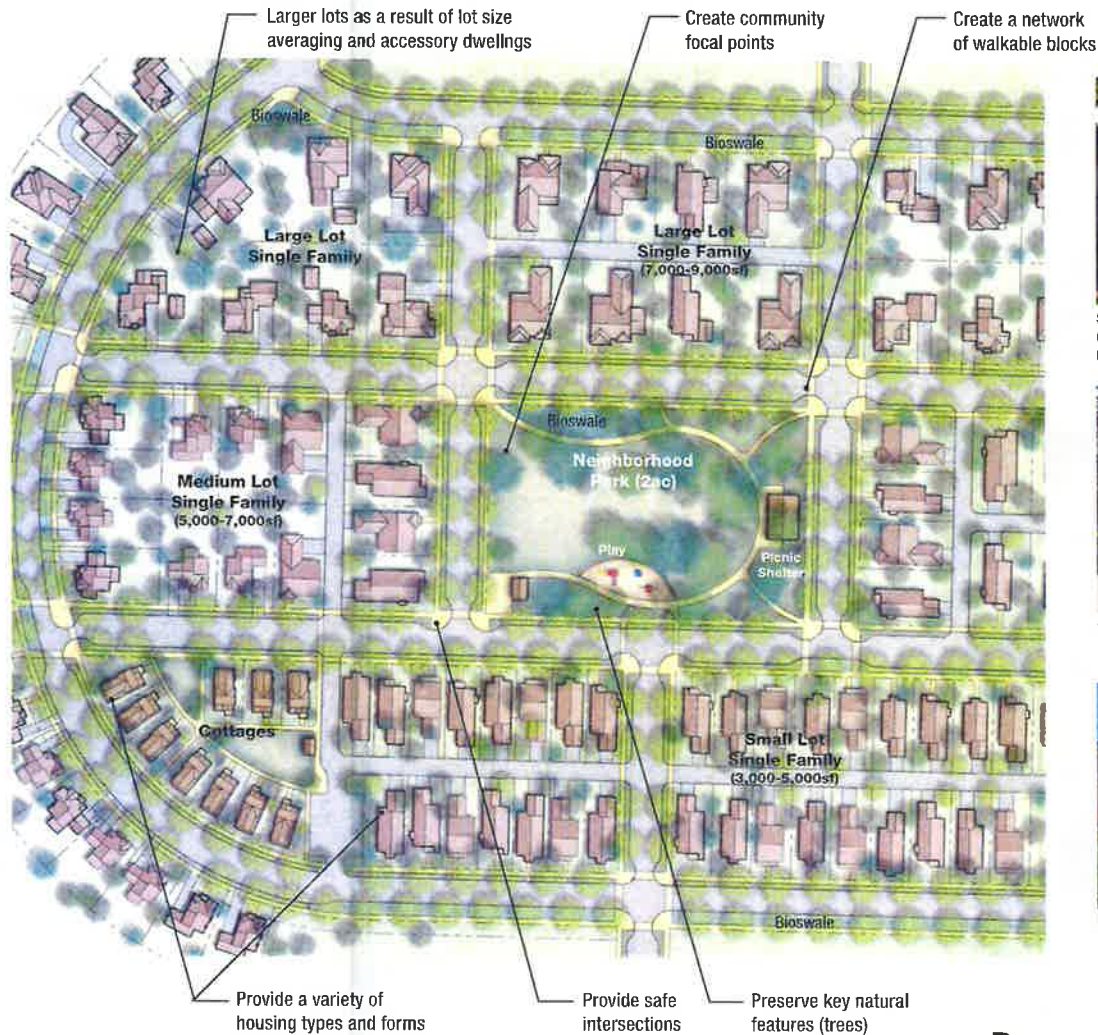 Larger lots as a result of lot size
averaging and accessory dwellngs
Create community
focal points
Create a network
of walkable blocks
Bioswale
Bioswale
Large Lot
Single Family
Large Lot
Single Family
(7,000-9,000sf)
Bioswale
Neighborhood
Park (2ac)
Medium Lot
Single Family
(5,000-7,000sf)
Play
Picnic
Shelter
Cottages
Small Lot
Single Family
(3,000-5,000sf)
Bioswale
Provide a variety of
housing types and forms
Provide safe
intersections
Preserve key natural
features (trees)